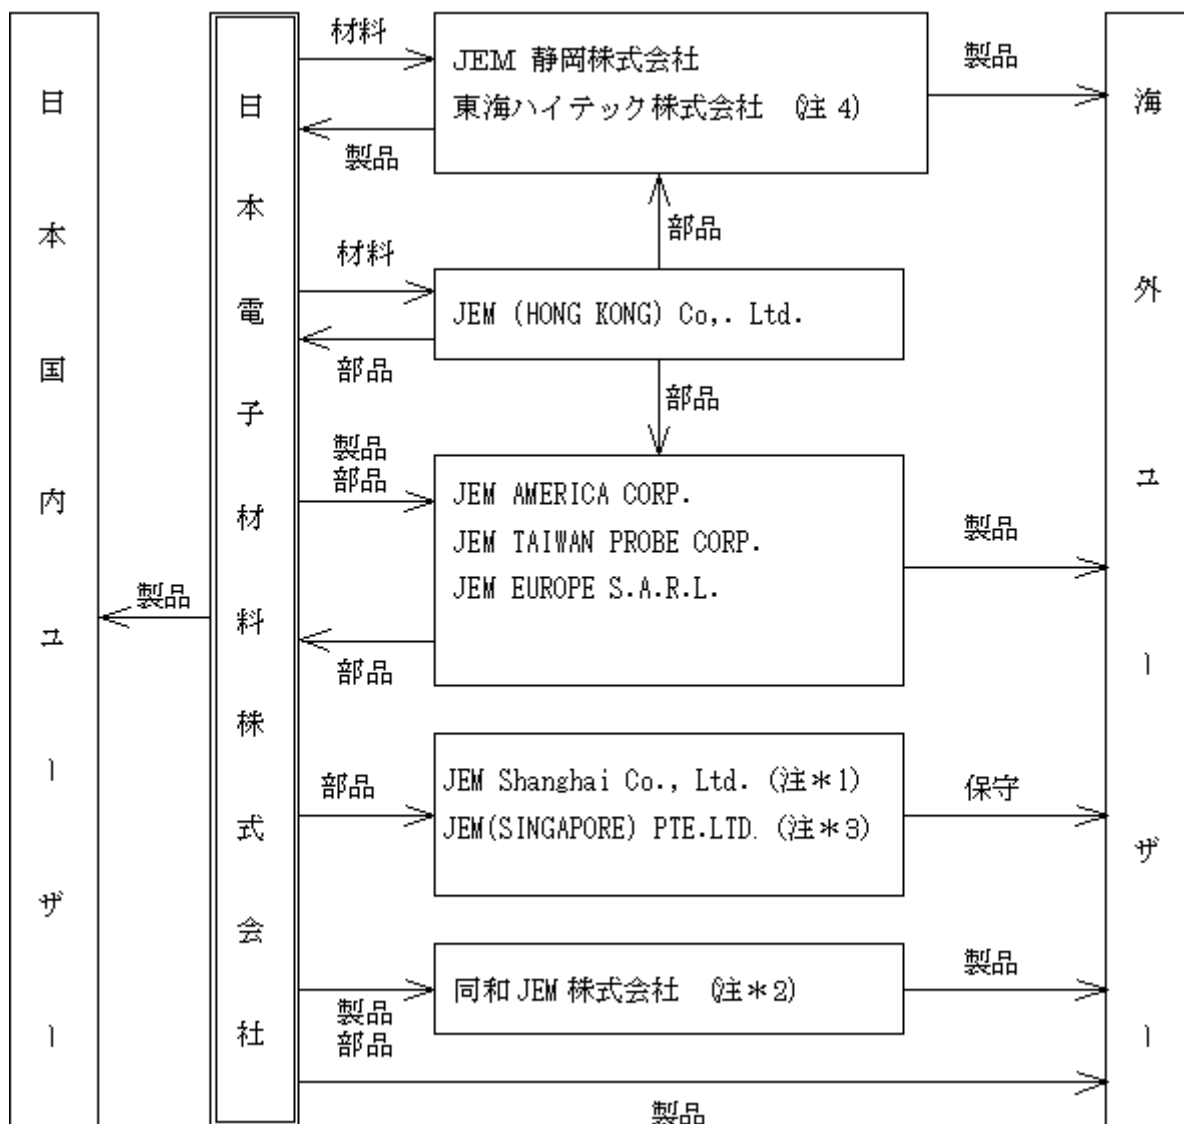 日本国内ユーザー
製品
日本電子材料株式会社
材料
製品
JEM 静岡株式会社
東海ハイテック株式会社 (注 4)
製品
部品
材料
部品
JEM (HONG KONG) Co,. Ltd.
部品
製品
部品
部品
JEM AMERICA CORP.
JEM TAIWAN PROBE CORP.
JEM EUROPE S.A.R.L.
製品
部品
JEM Shanghai Co., Ltd. (注*1)
JEM(SINGAPORE) PTE.LTD. (注*3)
保守
製品
部品
同和 JEM 株式会社 (注*2)
製品
製品
海外ユーザー